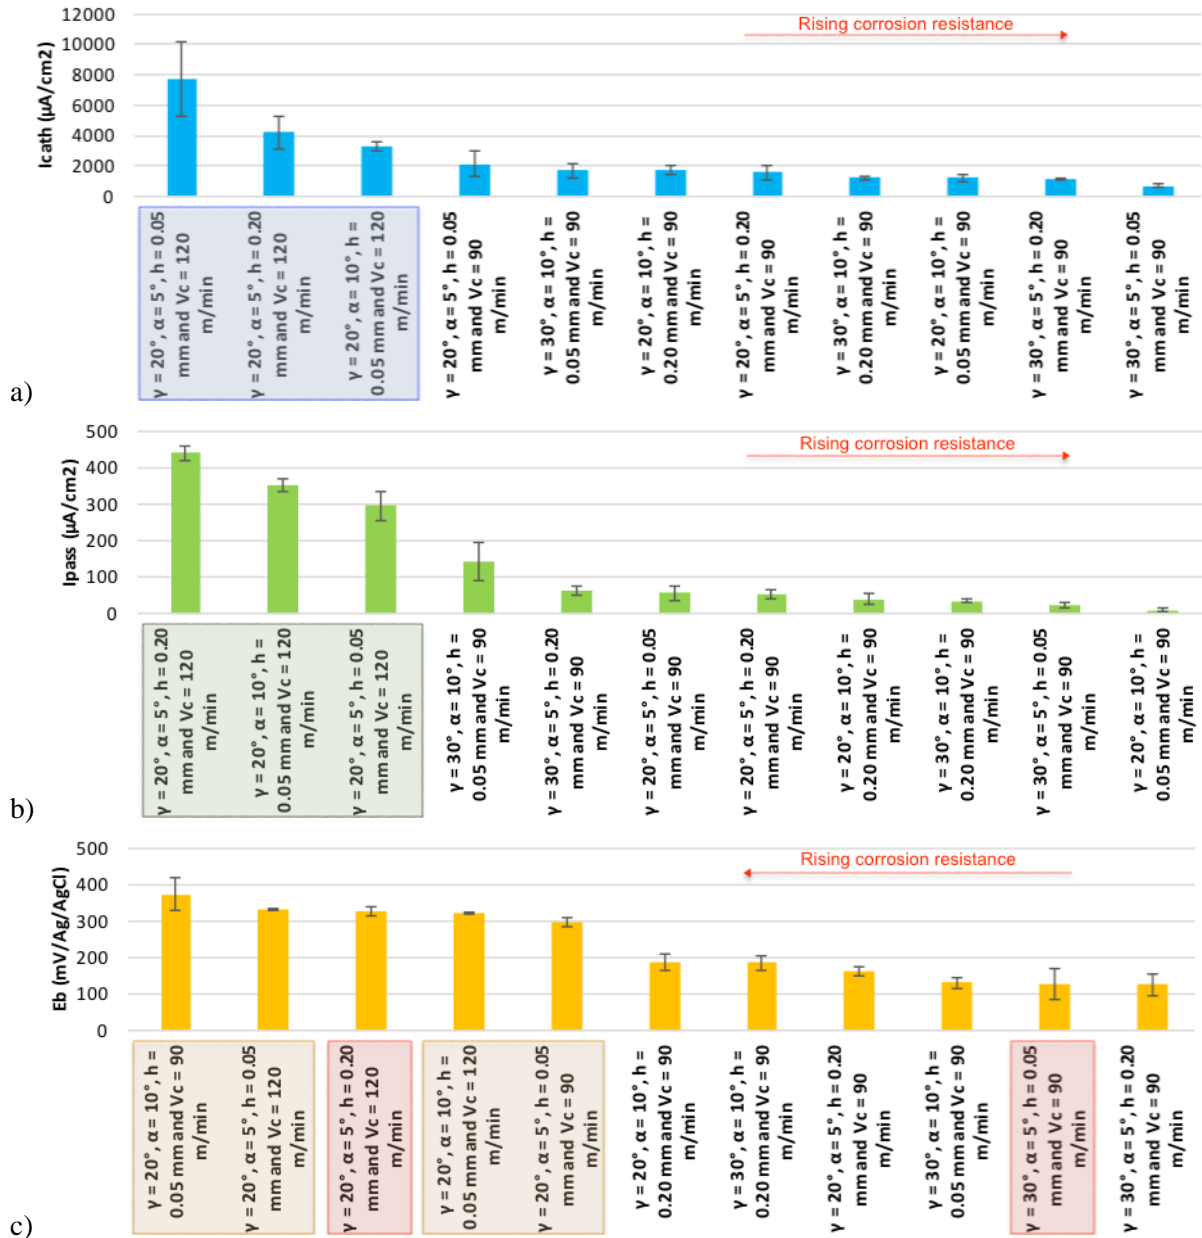 12000
10000
8000
6000
4000
2000
0
Icath (µA/cm2)
Rising corrosion resistance
γ = 20°, α = 5°, h = 0.05
mm and Vc = 120
m/min
γ = 20°, α = 5°, h = 0.20
mm and Vc = 120
m/min
γ = 20°, α = 10°, h =
0.05 mm and Vc = 120
m/min
γ = 20°, α = 5°, h = 0.05
mm and Vc = 90
m/min
γ = 30°, α = 10°, h =
0.05 mm and Vc = 90
m/min
γ = 20°, α = 10°, h =
0.20 mm and Vc = 90
m/min
γ = 20°, α = 5°, h = 0.20
mm and Vc = 90
m/min
γ = 30°, α = 10°, h =
0.20 mm and Vc = 90
m/min
γ = 20°, α = 10°, h =
0.05 mm and Vc = 90
m/min
γ = 30°, α = 5°, h = 0.20
mm and Vc = 90
m/min
γ = 30°, α = 5°, h = 0.05
mm and Vc = 90
m/min
a)
500
400
300
200
100
0
Ipass (µA/cm2)
Rising corrosion resistance
γ = 20°, α = 5°, h = 0.20
mm and Vc = 120
m/min
γ = 20°, α = 10°, h =
0.05 mm and Vc = 120
m/min
γ = 20°, α = 5°, h = 0.05
mm and Vc = 120
m/min
γ = 30°, α = 10°, h =
0.05 mm and Vc = 90
m/min
γ = 30°, α = 5°, h = 0.20
mm and Vc = 90
m/min
γ = 20°, α = 5°, h = 0.05
mm and Vc = 90
m/min
γ = 20°, α = 5°, h = 0.20
mm and Vc = 90
m/min
γ = 20°, α = 10°, h =
0.20 mm and Vc = 90
m/min
γ = 30°, α = 10°, h =
0.20 mm and Vc = 90
m/min
γ = 30°, α = 5°, h = 0.05
mm and Vc = 90
m/min
γ = 20°, α = 10°, h =
0.05 mm and Vc = 90
m/min
b)
500
400
300
200
100
0
Eb (mV/Ag/AgCl)
Rising corrosion resistance
γ = 20°, α = 10°, h =
0.05 mm and Vc = 90
m/min
γ = 20°, α = 5°, h = 0.05
mm and Vc = 120
m/min
γ = 20°, α = 5°, h = 0.20
mm and Vc = 120
m/min
γ = 20°, α = 10°, h =
0.05 mm and Vc = 120
m/min
γ = 20°, α = 5°, h = 0.05
mm and Vc = 90
m/min
γ = 20°, α = 10°, h =
0.20 mm and Vc = 90
m/min
γ = 30°, α = 10°, h =
0.20 mm and Vc = 90
m/min
γ = 20°, α = 5°, h = 0.20
mm and Vc = 90
m/min
γ = 30°, α = 10°, h =
0.05 mm and Vc = 90
m/min
γ = 30°, α = 5°, h = 0.05
mm and Vc = 90
m/min
γ = 30°, α = 5°, h = 0.20
mm and Vc = 90
m/min
c)